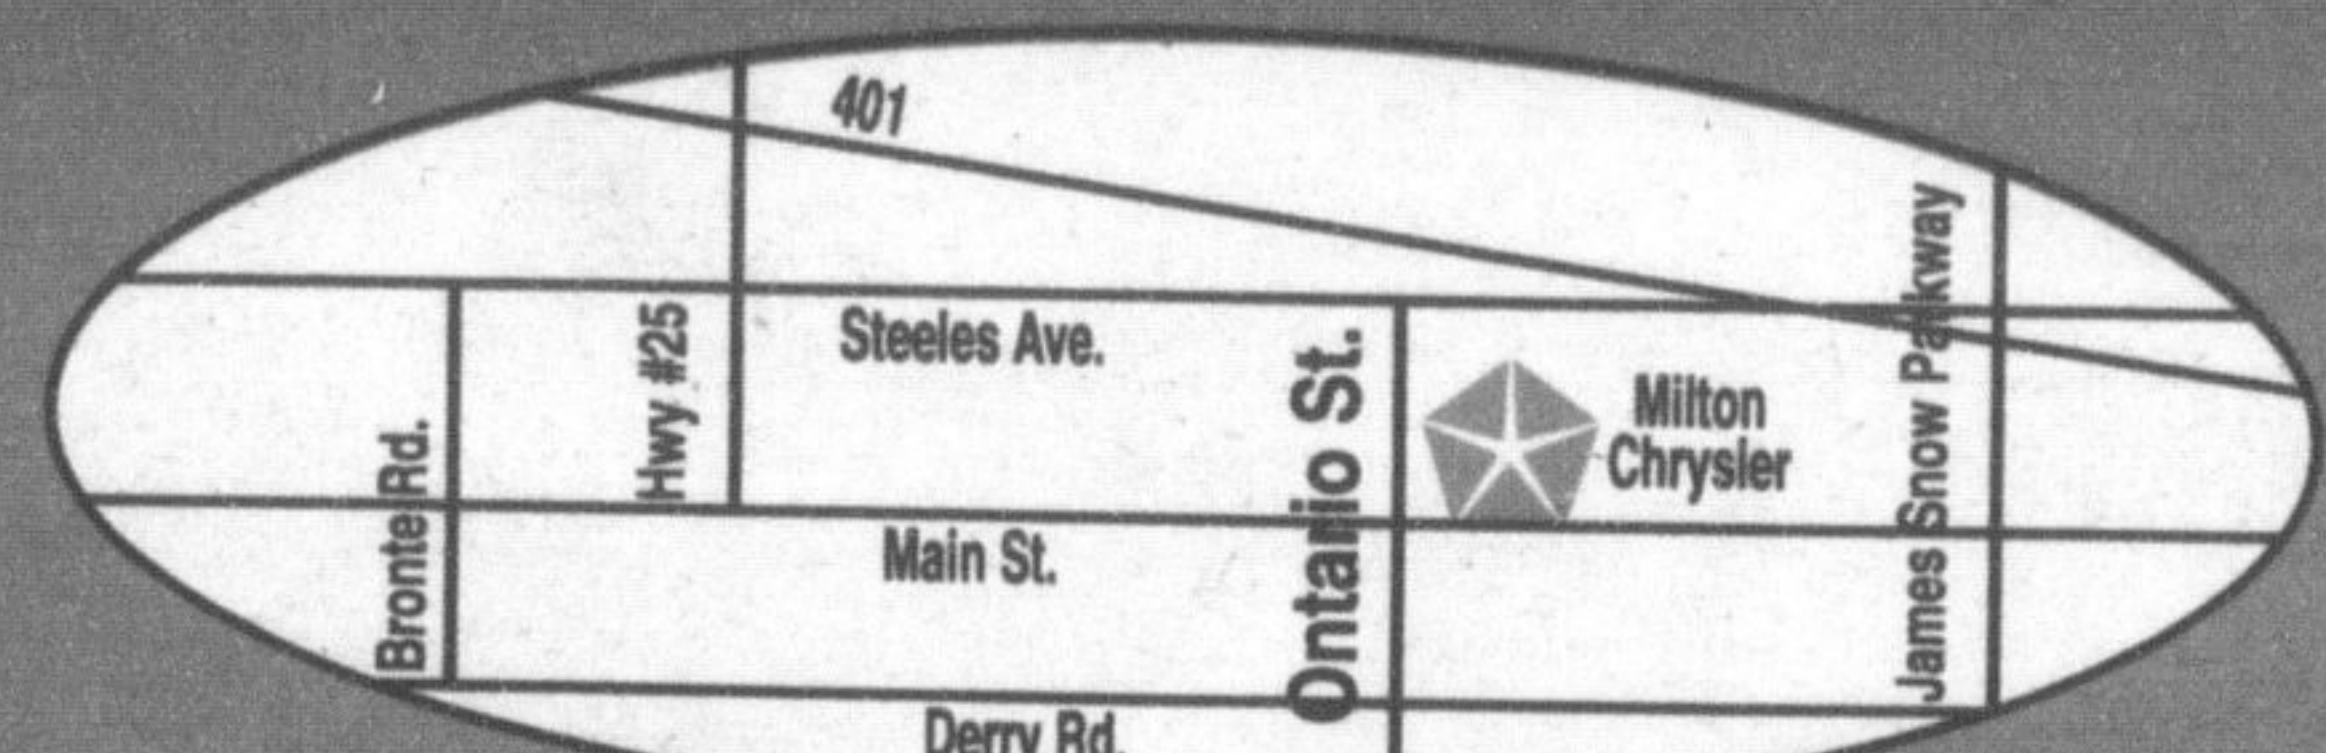 401
Steeles Ave.
Hwy #25
Bronte Rd.
Main St.
Ontario St.
Milton
Chrysler
James Snow Parkway
Derry Rd.